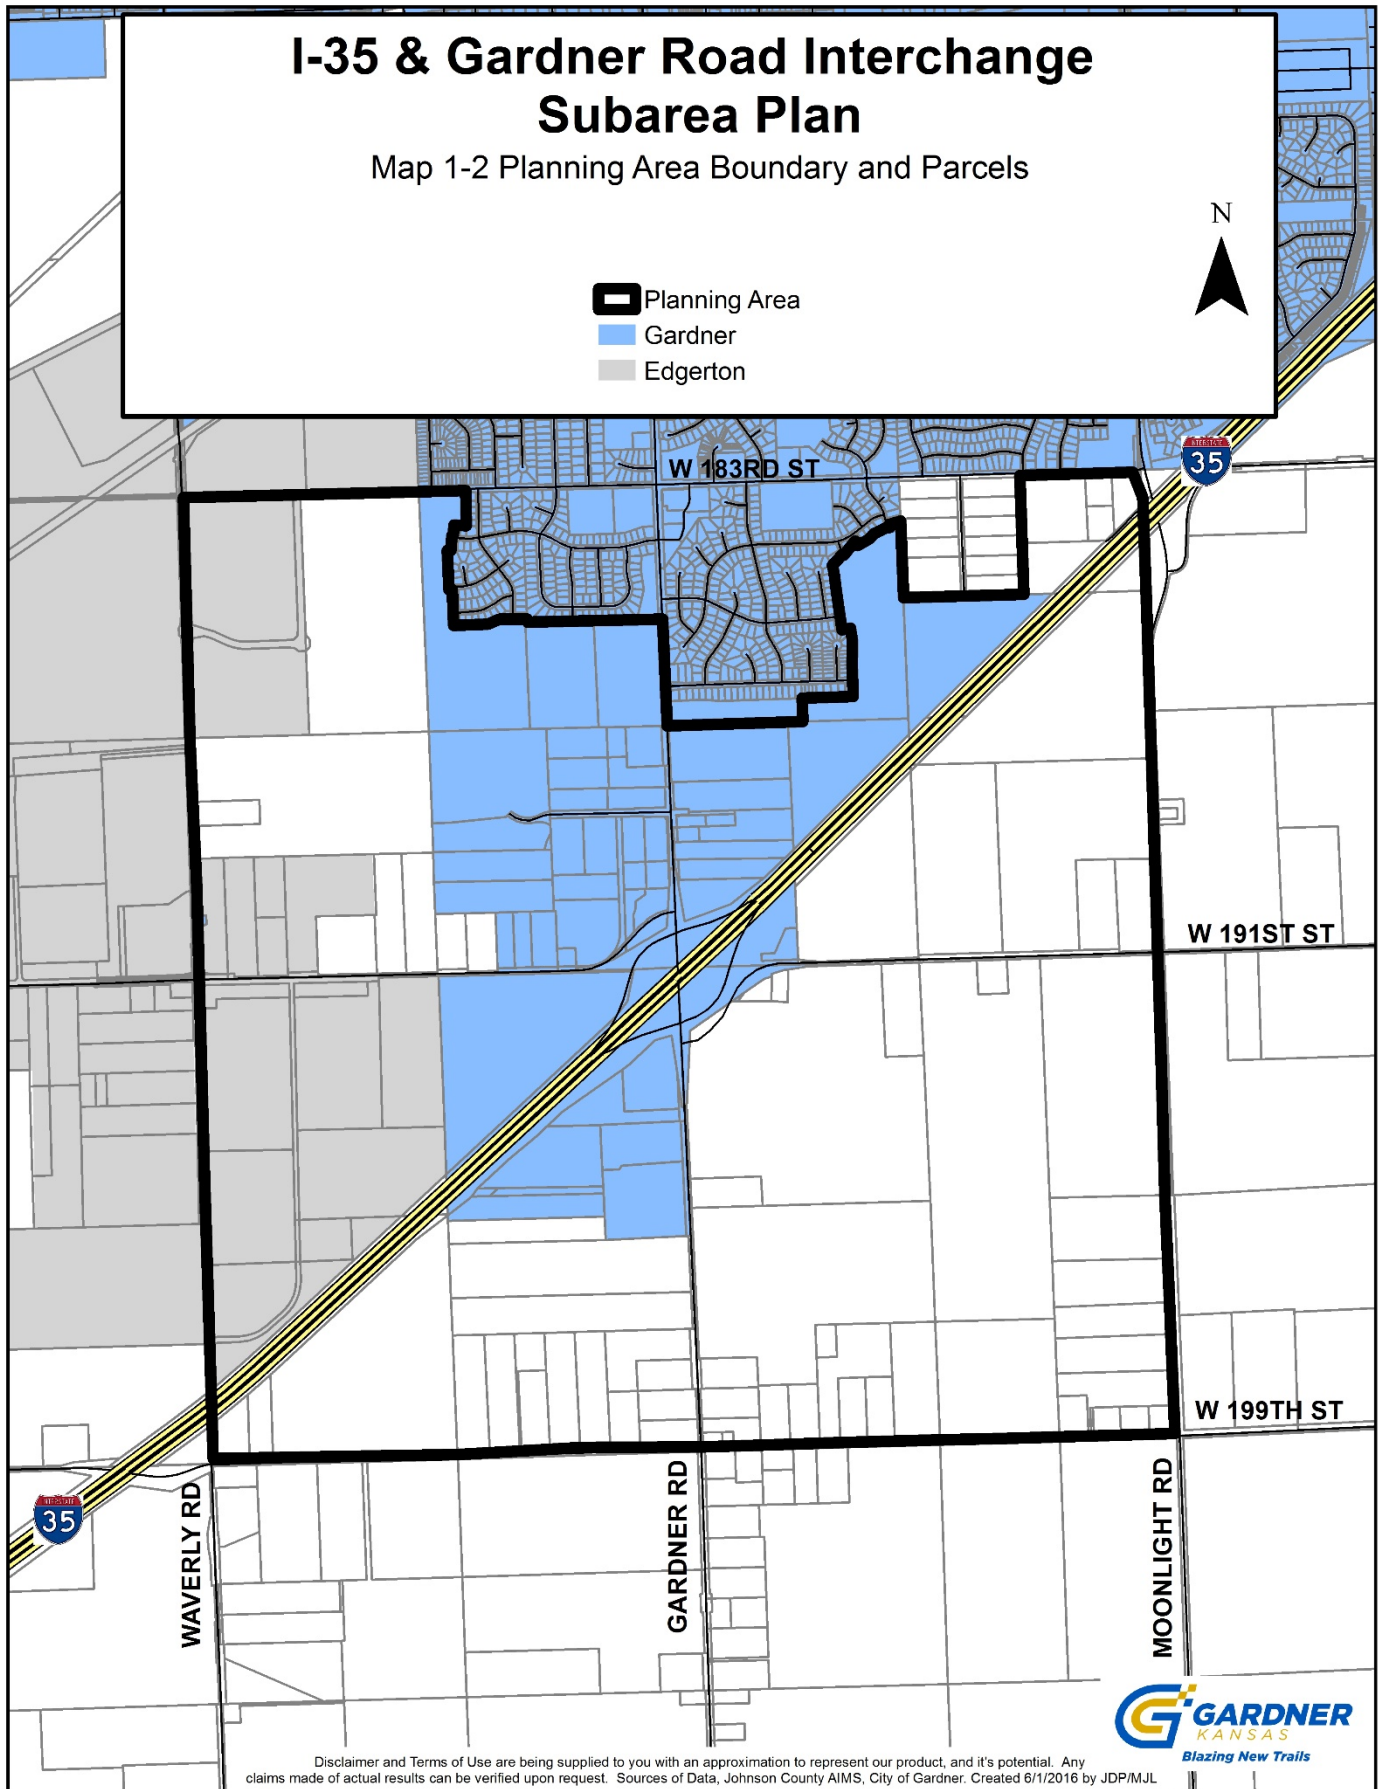 I-35 & Gardner Road Interchange
Subarea Plan
Map 1-2 Planning Area Boundary and Parcels
N
Planning Area
Gardner
Edgerton
INTERSTATE
35
W 183RD ST
W 191ST ST
W 199TH ST
INTERSTATE
35
WAVERLY RD
GARDNER RD
MOONLIGHT RD
G GARDNER
KANSAS
Blazing New Trails
Disclaimer and Terms of Use are being supplied to you with an approximation to represent our product, and it's potential. Any
claims made of actual results can be verified upon request. Sources of Data, Johnson County AIMS, City of Gardner. Created 6/1/2016 by JDP/MJL